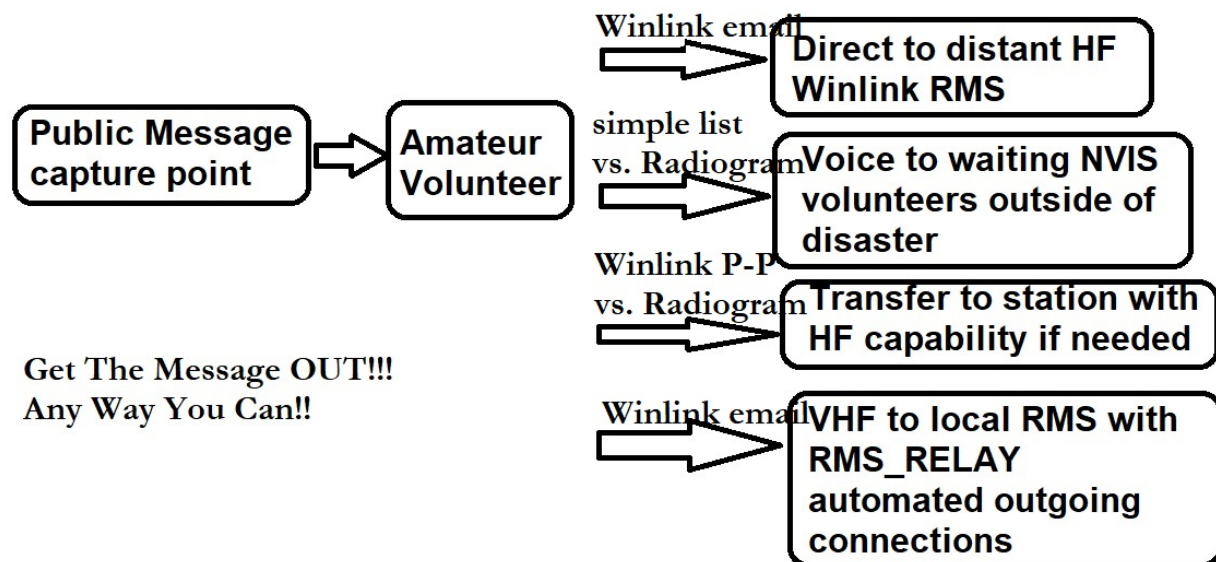 Public Message
capture point
Amateur
Volunteer
Winlink email
Direct to distant HF
Winlink RMS
simple list
vs. Radiogram
Voice to waiting NVIS
volunteers outside of
disaster
Winlink P-P
vs. Radiogram
Transfer to station with
HF capability if needed
Winlink email
VHF to local RMS with
RMS_RELAY
automated outgoing
connections
Get The Message OUT!!!
Any Way You Can!!